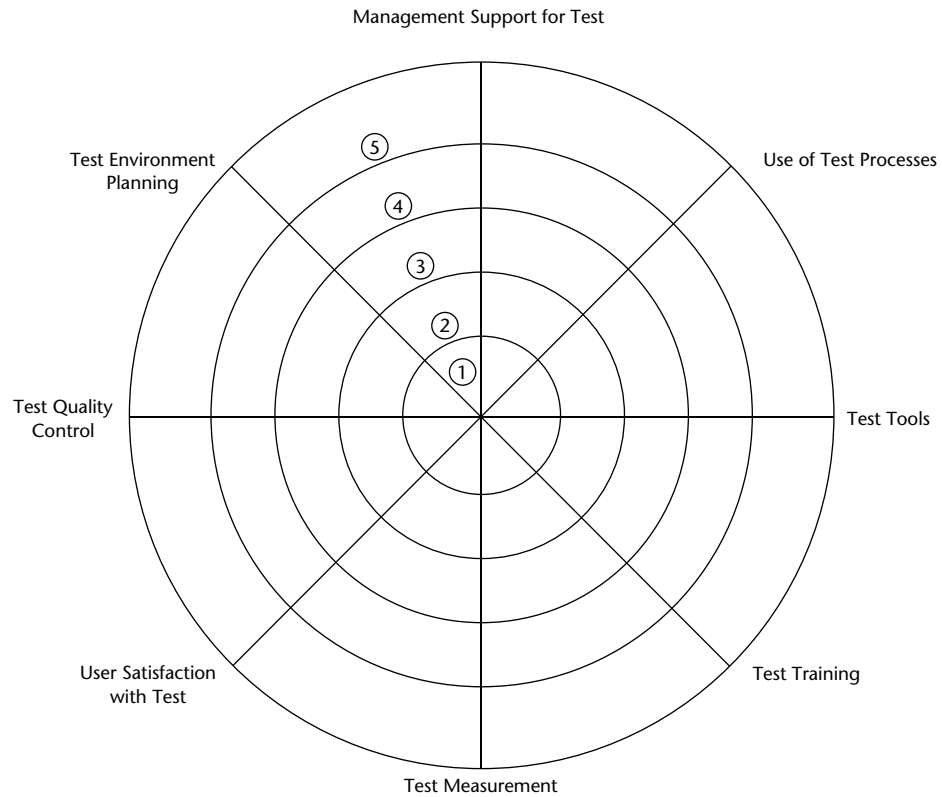 Management Support for Test
5
Test Environment
Planning
Use of Test Processes
4
3
2
1
Test Quality
Control
Test Tools
User Satisfaction
with Test
Test Training
Test Measurement